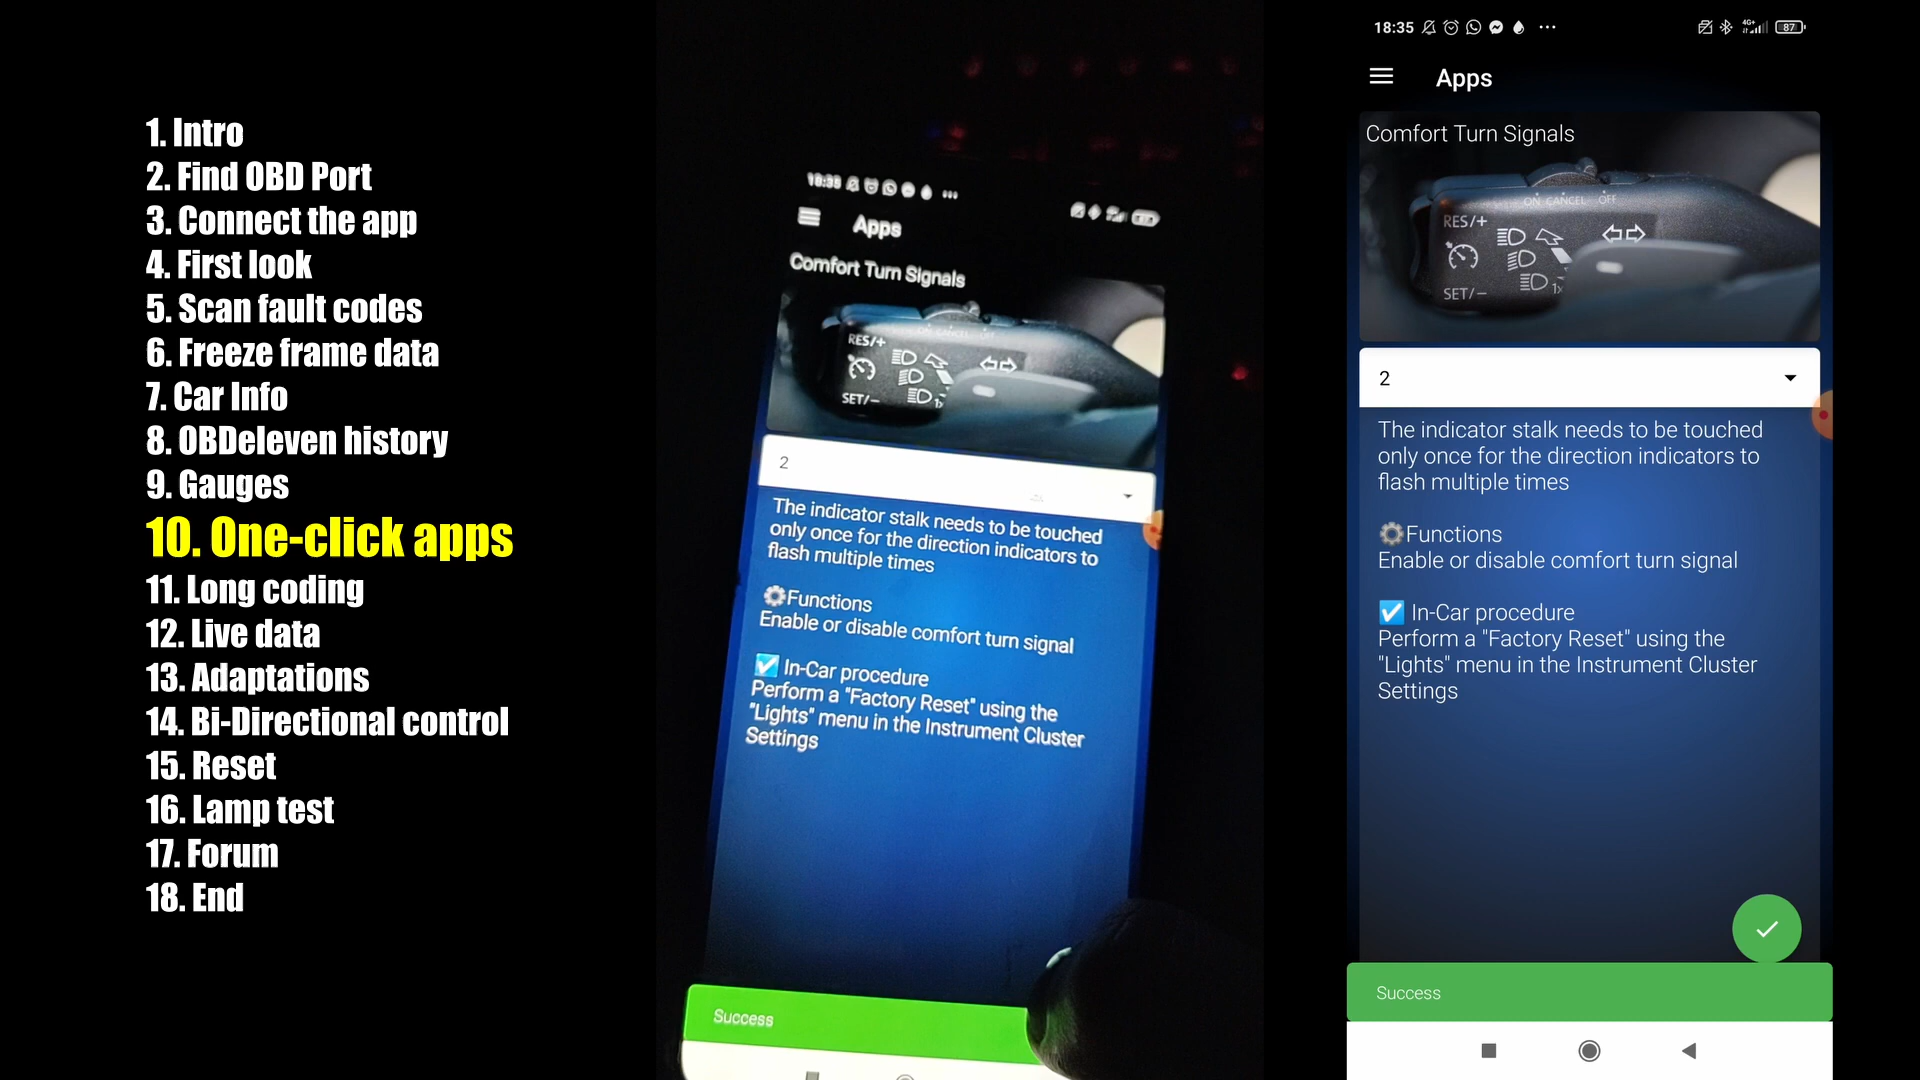 1. Intro
2. Find OBD Port
3. Connect the app
4. First look
5. Scan fault codes
6. Freeze frame data
7. Car Info
8. OBDeleven history
9. Gauges
10. One-click apps
11. Long coding
12. Live data
13. Adaptations
14. Bi-Directional control
15. Reset
16. Lamp test
17. Forum
18. End
18:35
Apps
Comfort Turn Signals
ON CANCEL OFF
RES/+
SET/−
1x
2
The indicator stalk needs to be touched
only once for the direction indicators to
flash multiple times
Functions
Enable or disable comfort turn signal
In-Car procedure
Perform a "Factory Reset" using the
"Lights" menu in the Instrument Cluster
Settings
Success
18:35
4G+
87
Apps
Comfort Turn Signals
ON CANCEL OFF
RES/+
SET/−
1x
2
The indicator stalk needs to be touched
only once for the direction indicators to
flash multiple times
Functions
Enable or disable comfort turn signal
In-Car procedure
Perform a "Factory Reset" using the
"Lights" menu in the Instrument Cluster
Settings
Success